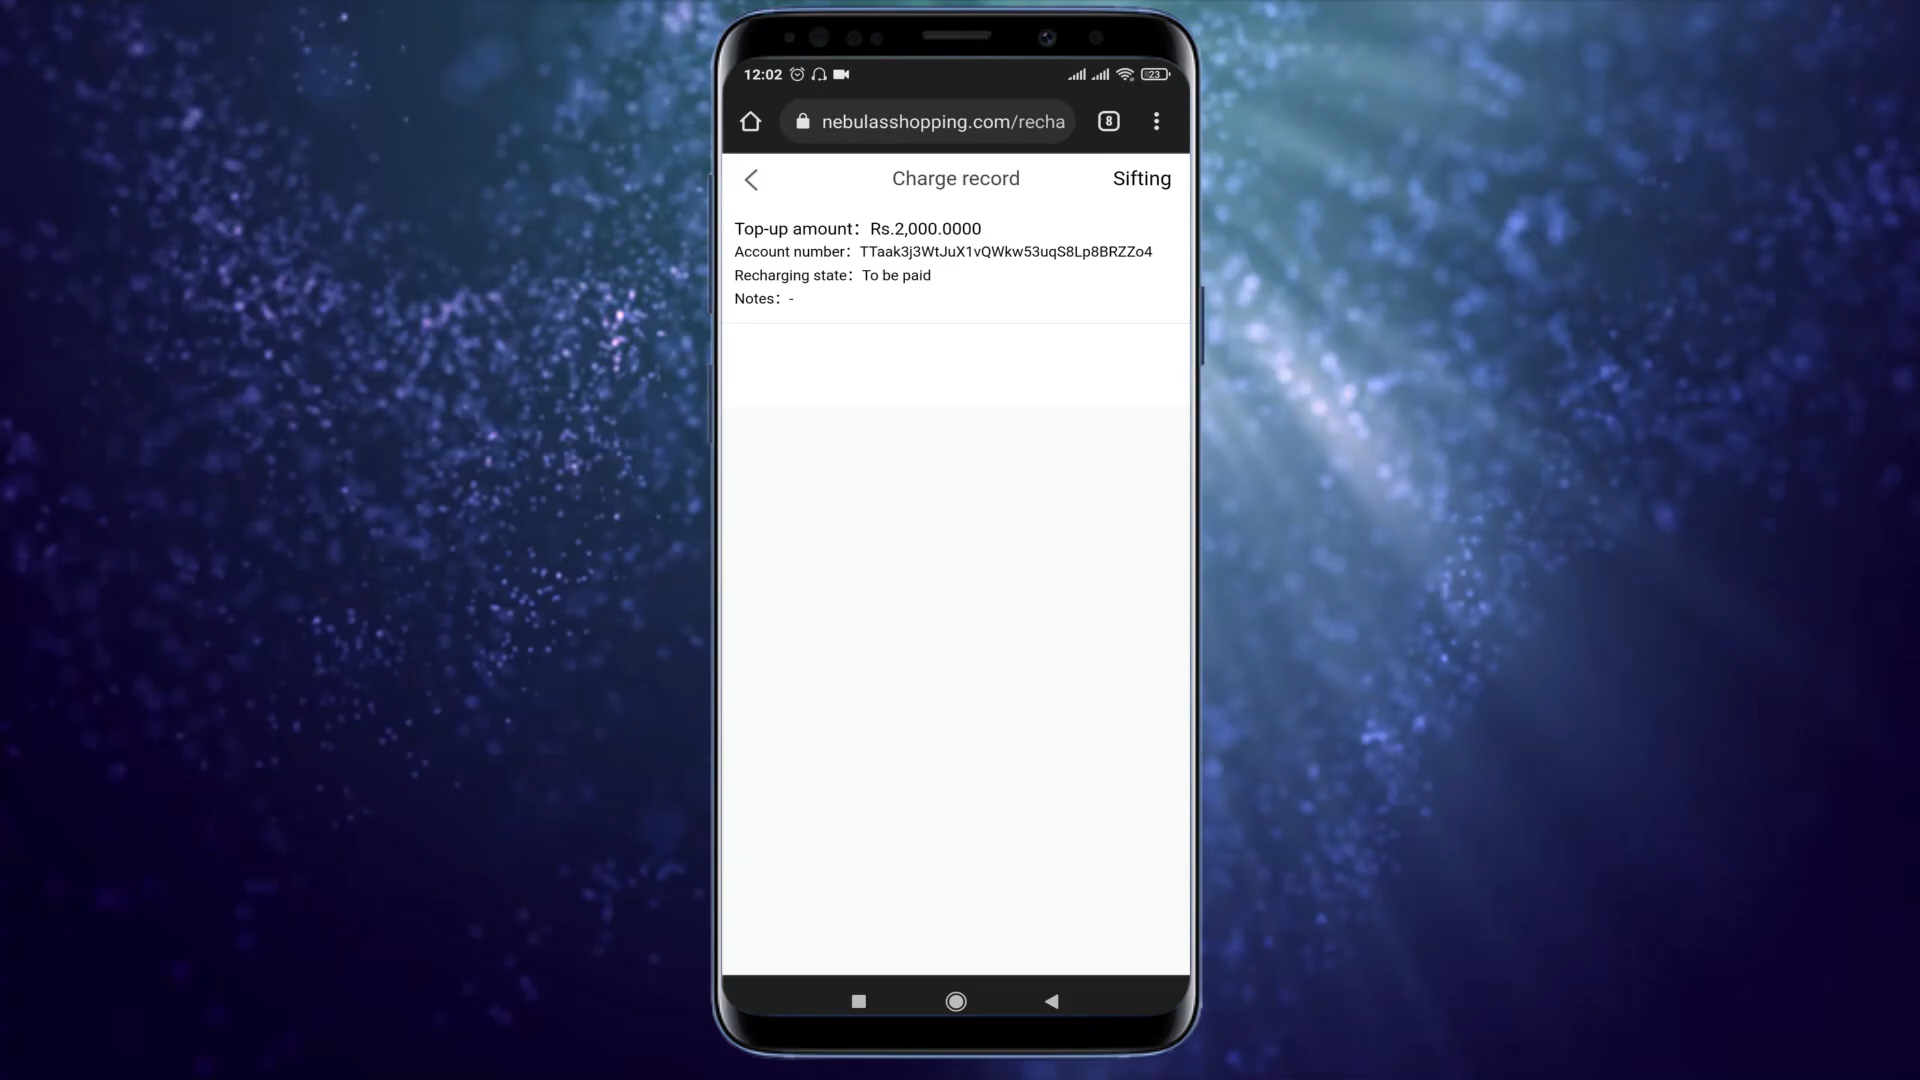 12:02
23
nebulasshopping.com/recha
8
Charge record
Sifting
Top-up amount： Rs.2,000.0000
Account number： TTaak3j3WtJuX1vQWkw53uqS8Lp8BRZZo4
Recharging state： To be paid
Notes： -